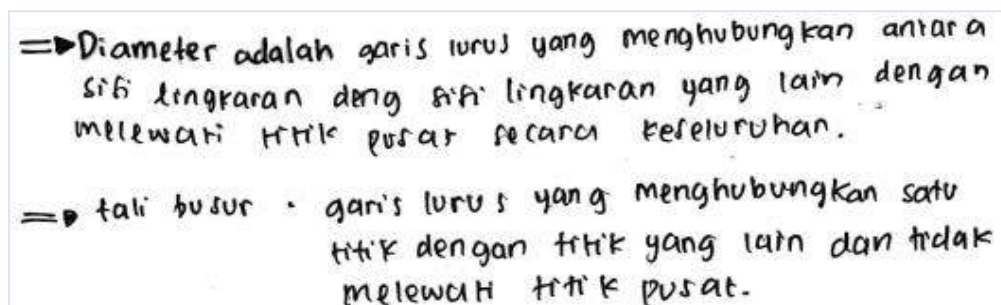 ⇒ Diameter adalah garis lurus yang menghubungkan antara
sisi lingkaran deng sisi lingkaran yang lain dengan
melewati titik pusat secara keseluruhan.
⇒ tali busur . garis lurus yang menghubungkan satu
titik dengan titik yang lain dan tidak
melewati titik pusat.